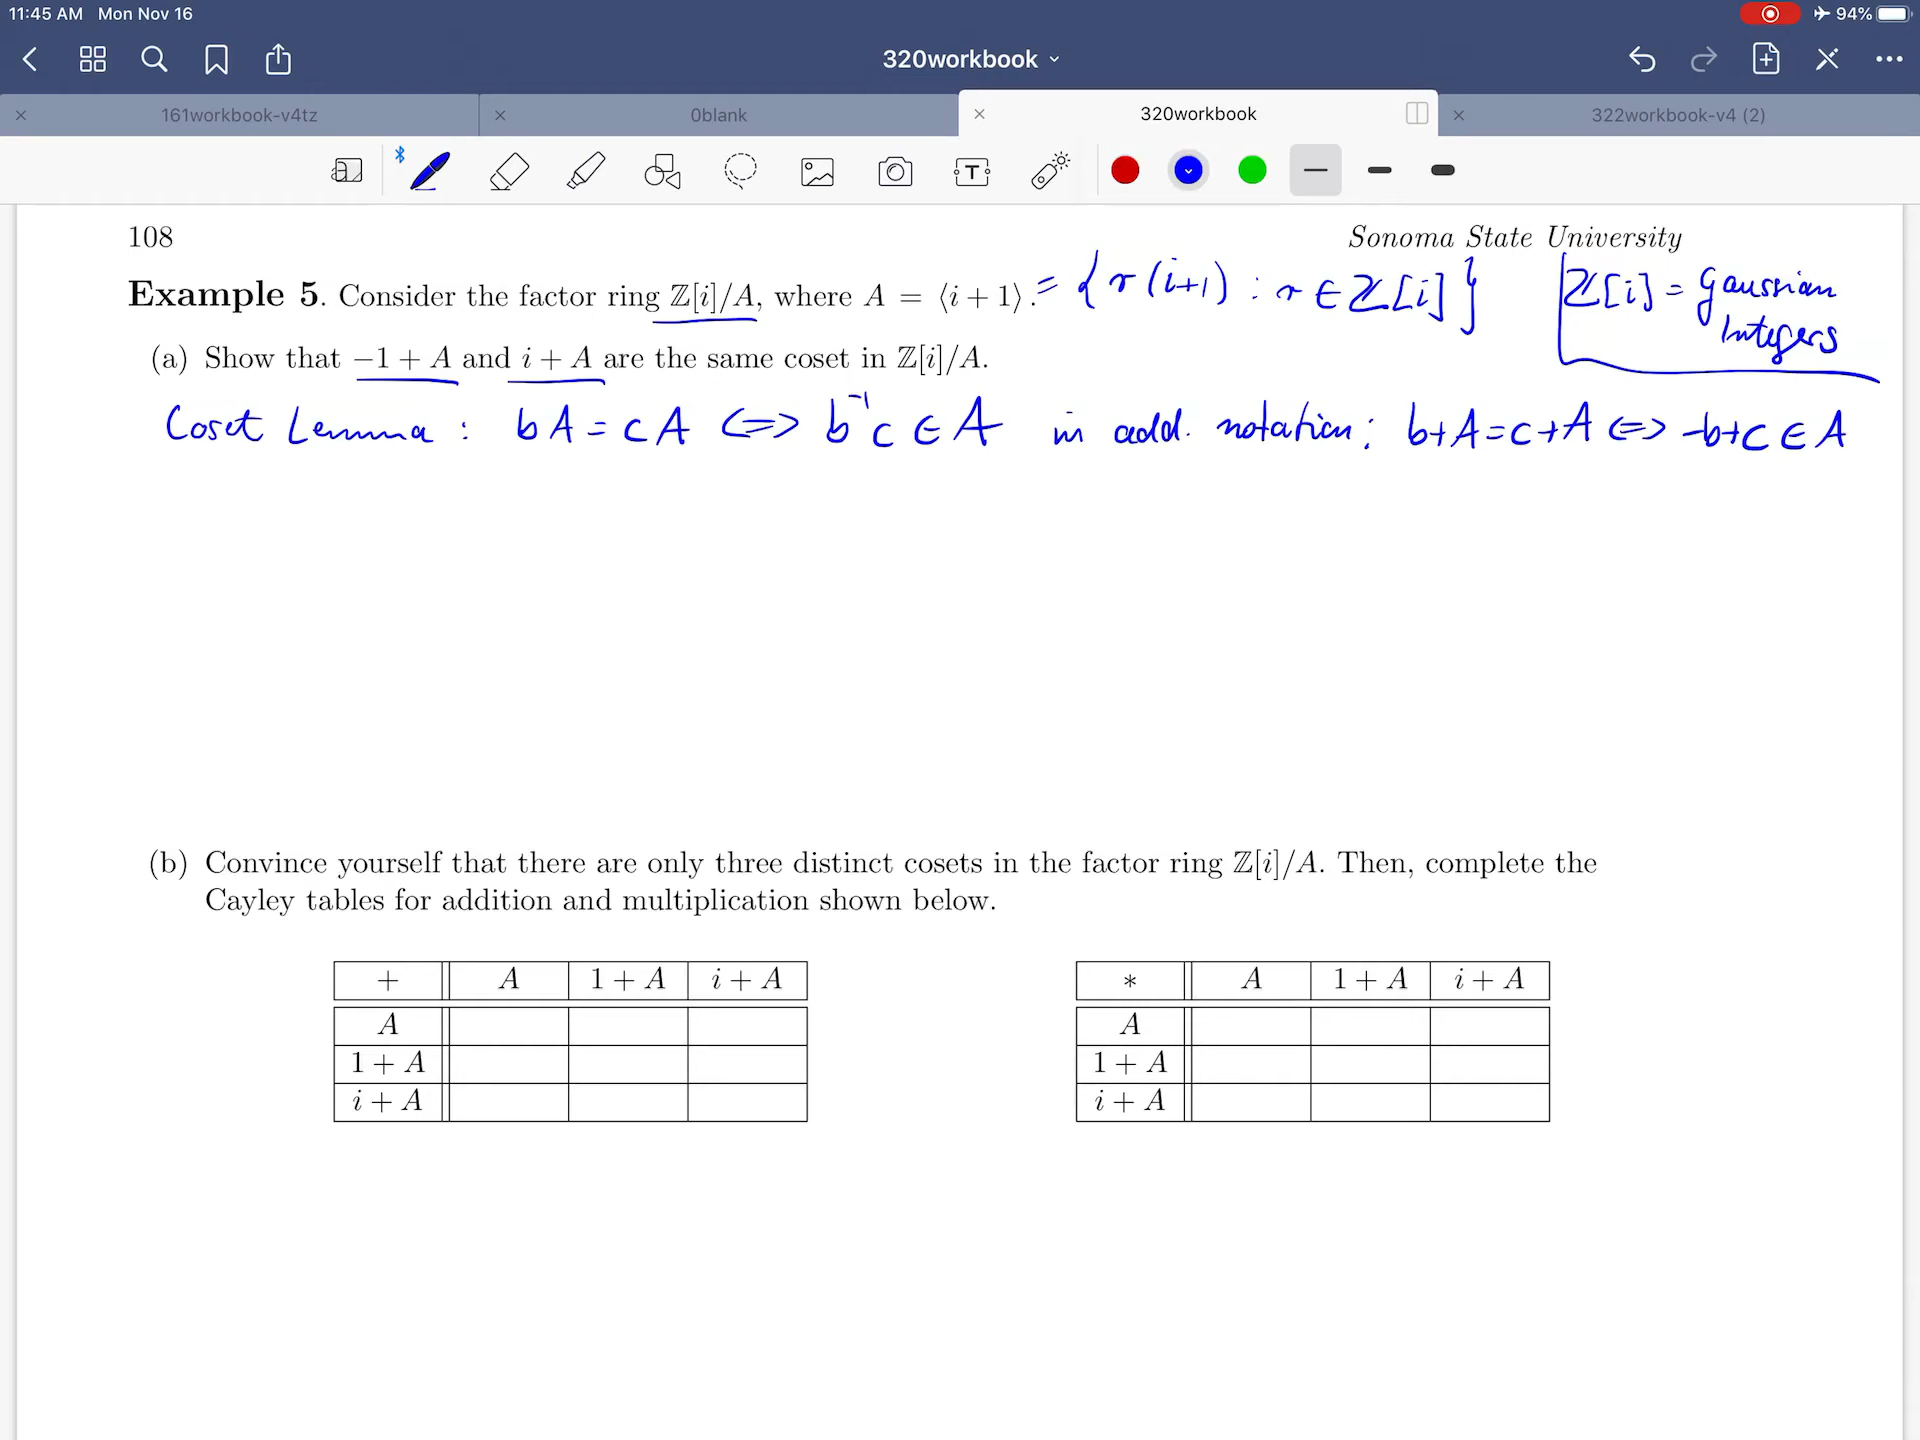 11:45 AM Mon Nov 16 94%
320workbook
161workbook-v4tz 0blank 320workbook 322workbook-v4 (2)
108 Sonoma State University
Example 5. Consider the factor ring ℤ[i]/A, where A = ⟨i + 1⟩. = { r(i+1) : r ∈ ℤ[i] } ℤ[i] = gaussian
Integers
(a) Show that −1 + A and i + A are the same coset in ℤ[i]/A.
Coset Lemma : bA = cA <=> b⁻¹c ∈ A in add. notation: b+A=c+A <=> -b+c ∈ A
(b) Convince yourself that there are only three distinct cosets in the factor ring ℤ[i]/A. Then, complete the
Cayley tables for addition and multiplication shown below.
+ A 1 + A i + A
A
1 + A
i + A
* A 1 + A i + A
A
1 + A
i + A